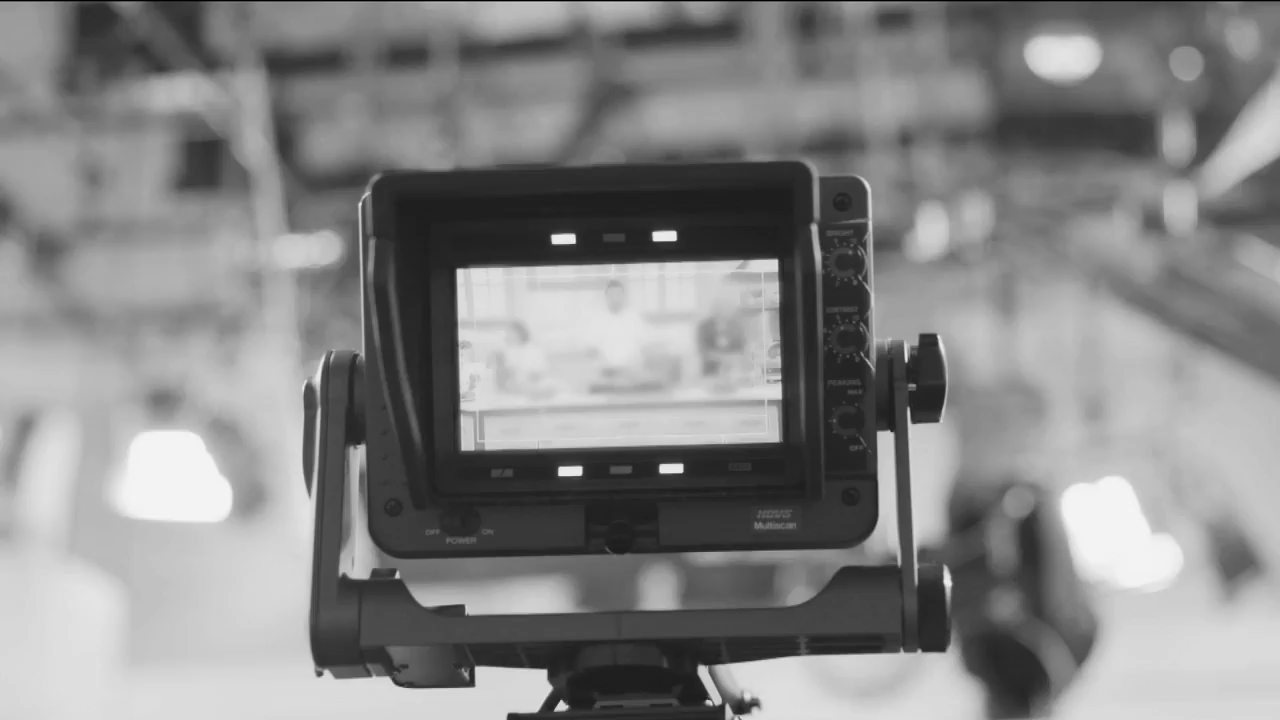 BRIGHT
CONTRAST
PEAKING
MAX
OFF
OFF
ON
POWER
Multiscan